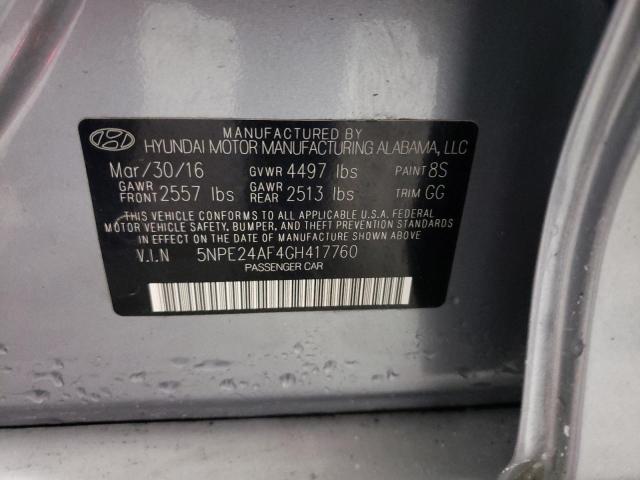 MANUFACTURED BY
HYUNDAI MOTOR MANUFACTURING ALABAMA, LLC
Mar/30/16 GVWR 4497 lbs PAINT 8S
GAWR FRONT 2557 lbs GAWR REAR 2513 lbs TRIM GG
THIS VEHICLE CONFORMS TO ALL APPLICABLE U.S.A. FEDERAL
MOTOR VEHICLE SAFETY, BUMPER, AND THEFT PREVENTION STANDARDS
IN EFFECT ON THE DATE OF MANUFACTURE SHOWN ABOVE.
V.I.N 5NPE24AF4GH417760
PASSENGER CAR